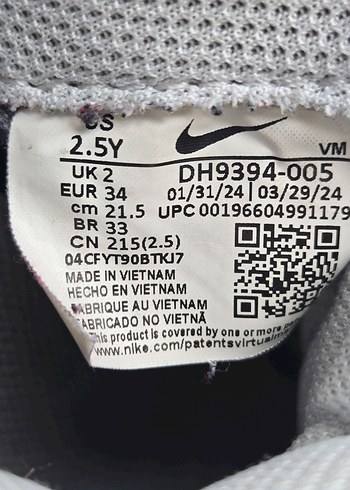 US
2.5Y
VM
UK 2
DH9394-005
EUR 34
01/31/24 | 03/29/24
cm 21.5
UPC 00196604991179
BR 33
CN 215(2.5)
04CFYT90BTKJ7
MADE IN VIETNAM
HECHO EN VIETNAM
FABRIQUE AU VIETNAM
FABRICADO NO VIETNÃ
This product is covered by one or more
www.nike.com/patentsvirtualm